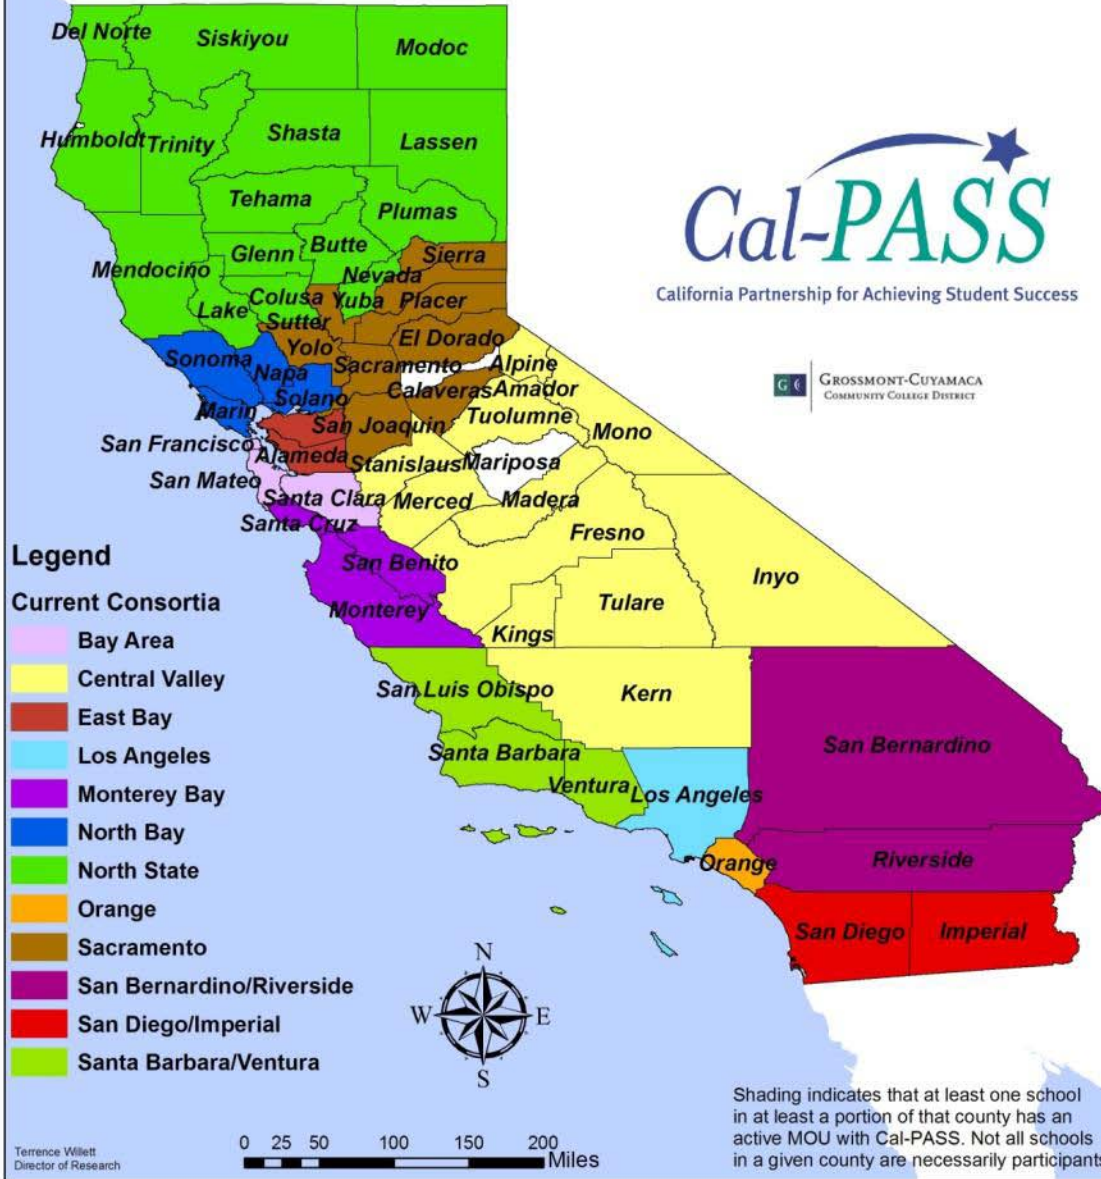 Del Norte
Siskiyou
Modoc
Humboldt
Trinity
Shasta
Lassen
Tehama
Plumas
Mendocino
Glenn
Butte
Sierra
Nevada
Lake
Colusa
Yuba
Placer
Sutter
El Dorado
Sonoma
Yolo
Napa
Sacramento
Alpine
Solano
Calaveras
Amador
Marin
San Joaquin
Tuolumne
Mono
San Francisco
Alameda
Stanislaus
Mariposa
San Mateo
Santa Clara
Merced
Madera
Santa Cruz
Fresno
San Benito
Inyo
Monterey
Tulare
Kings
San Luis Obispo
Kern
Santa Barbara
San Bernardino
Ventura
Los Angeles
Orange
Riverside
San Diego
Imperial
Cal-PASS
California Partnership for Achieving Student Success
G C
GROSSMONT-CUYAMACA
COMMUNITY COLLEGE DISTRICT
Legend
Current Consortia
Bay Area
Central Valley
East Bay
Los Angeles
Monterey Bay
North Bay
North State
Orange
Sacramento
San Bernardino/Riverside
San Diego/Imperial
Santa Barbara/Ventura
N
W E
S
Shading indicates that at least one school
in at least a portion of that county has an
active MOU with Cal-PASS. Not all schools
in a given county are necessarily participants
Terrence Willett
Director of Research
0 25 50 100 150 200
Miles